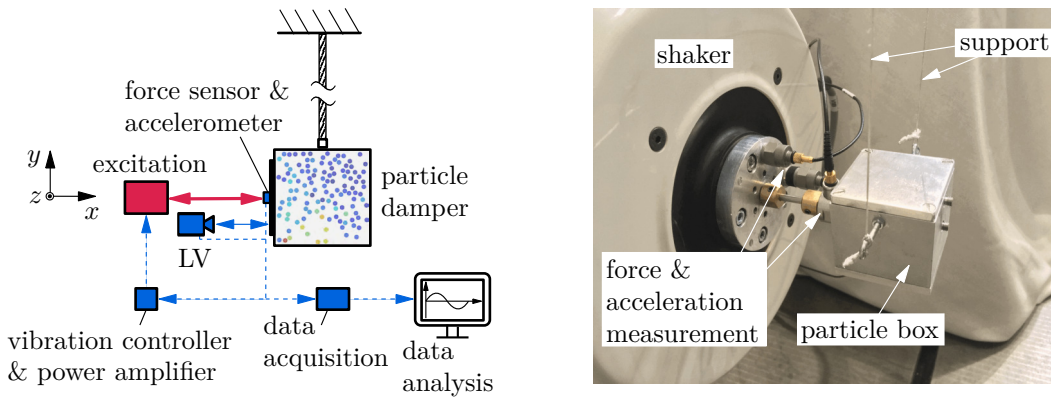 force sensor &
accelerometer
y
excitation
z
x
particle
damper
LV
vibration controller
& power amplifier
data
acquisition
data
analysis
shaker
support
force &
acceleration
measurement
particle box